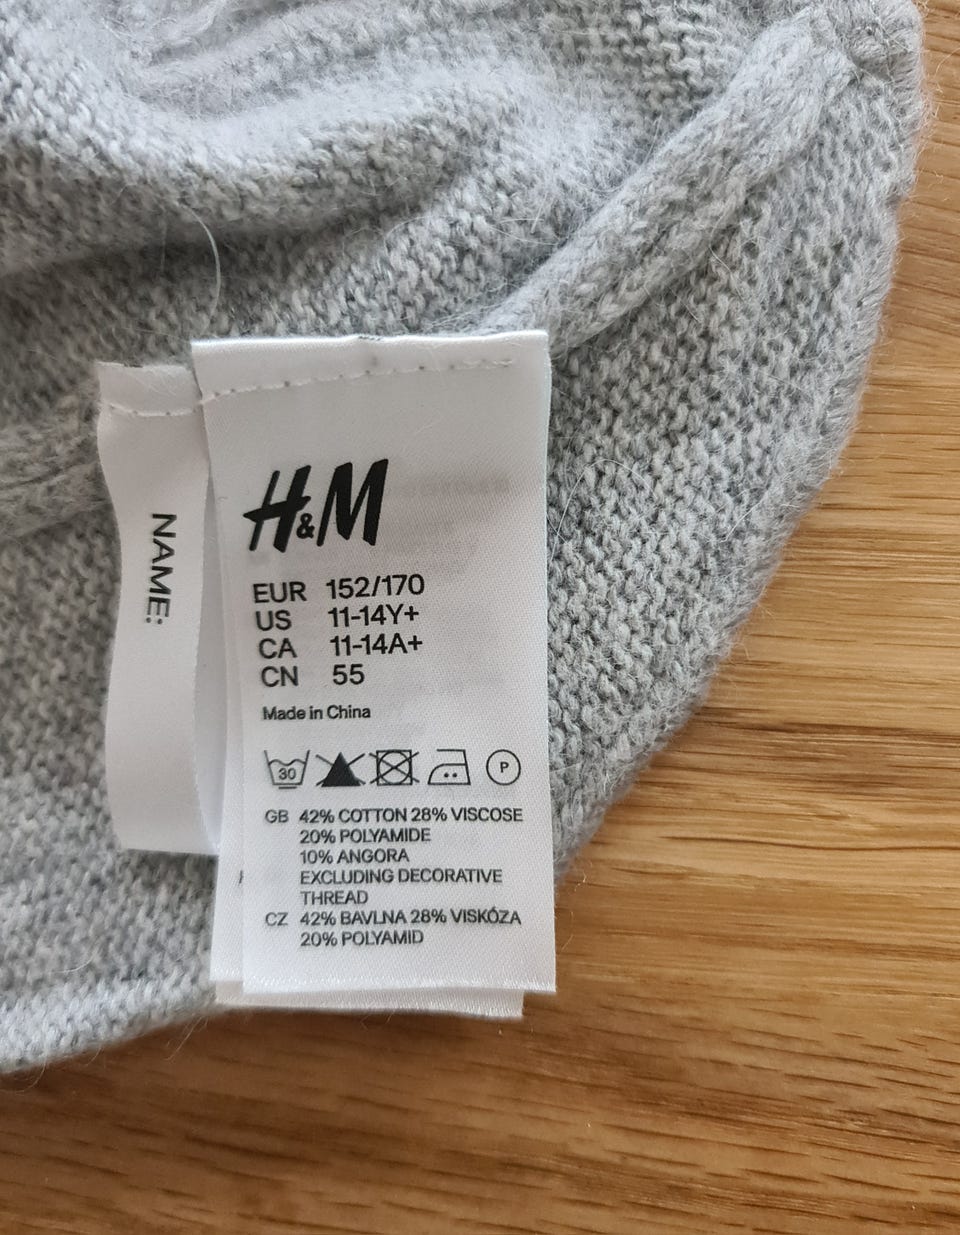 NAME:
H&M
EUR 152/170
US 11-14Y+
CA 11-14A+
CN 55
Made in China
30 P
GB 42% COTTON 28% VISCOSE
20% POLYAMIDE
10% ANGORA
EXCLUDING DECORATIVE
THREAD
CZ 42% BAVLNA 28% VISKÓZA
20% POLYAMID